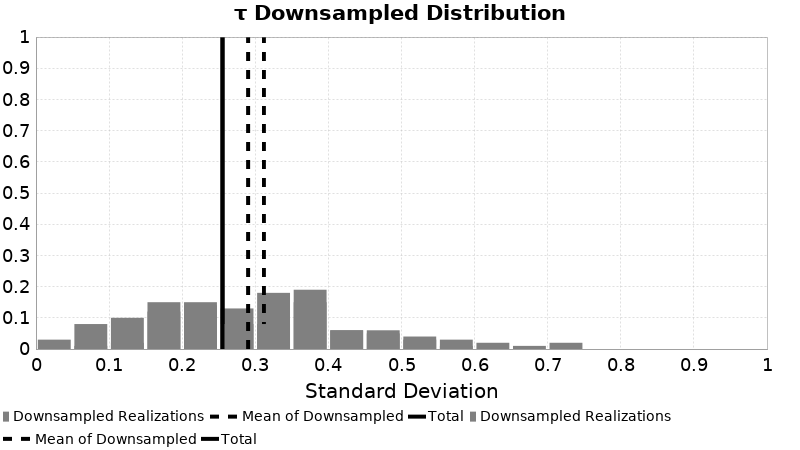 τ Downsampled Distribution
1
0.9
0.8
0.7
0.6
0.5
0.4
0.3
0.2
0.1
0
0 0.1 0.2 0.3 0.4 0.5 0.6 0.7 0.8 0.9 1
Standard Deviation
Downsampled Realizations Mean of Downsampled Total Downsampled Realizations
Mean of Downsampled Total